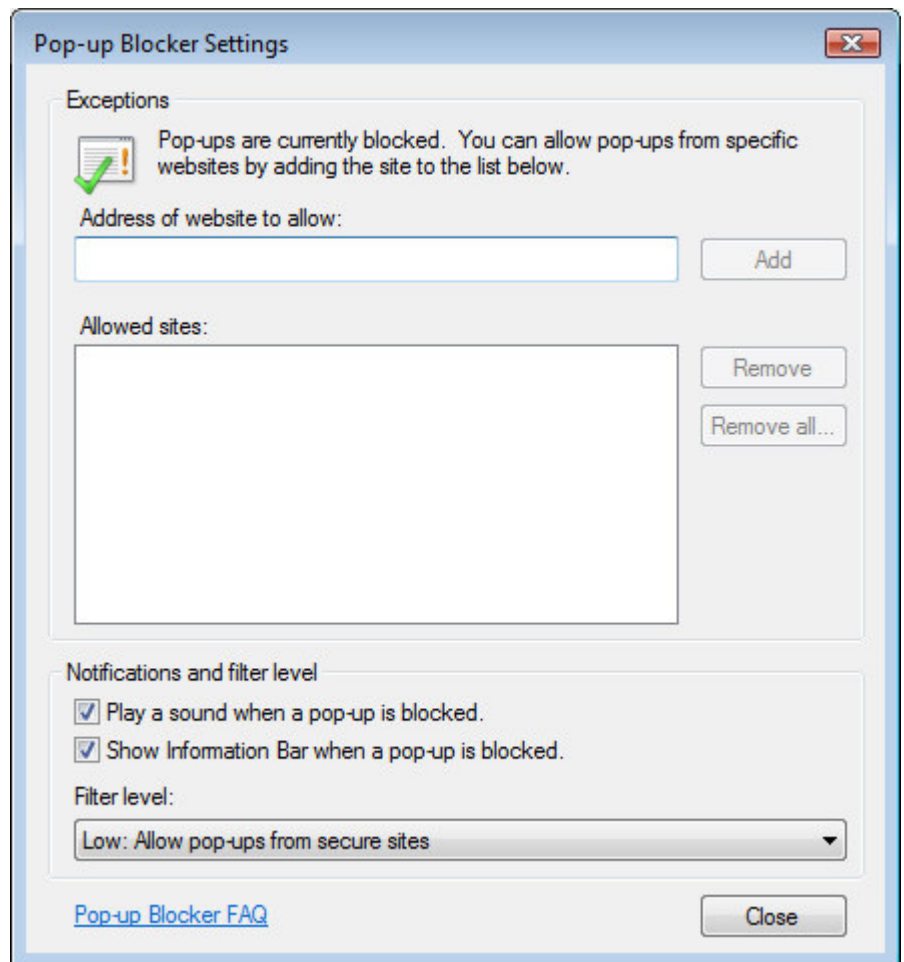 Pop-up Blocker Settings
Exceptions
Pop-ups are currently blocked.  You can allow pop-ups from specific
websites by adding the site to the list below.
Address of website to allow:
Add
Allowed sites:
Remove
Remove all...
Notifications and filter level
Play a sound when a pop-up is blocked.
Show Information Bar when a pop-up is blocked.
Filter level:
Low: Allow pop-ups from secure sites
Pop-up Blocker FAQ
Close